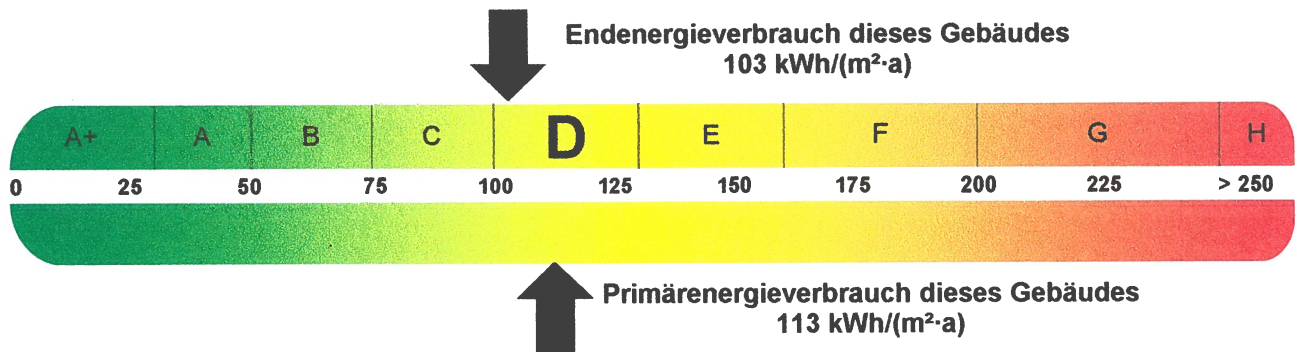 Endenergieverbrauch dieses Gebäudes
103 kWh/(m²·a)
A+ A B C D E F G H
0 25 50 75 100 125 150 175 200 225 > 250
Primärenergieverbrauch dieses Gebäudes
113 kWh/(m²·a)